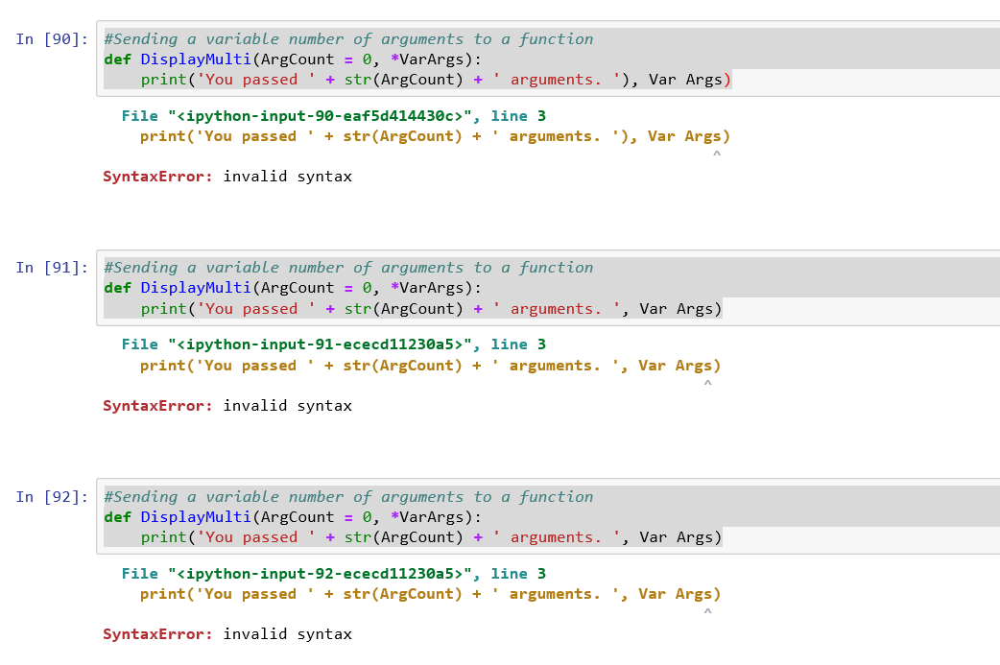 In [90]: #Sending a variable number of arguments to a function
def DisplayMulti(ArgCount = 0, *VarArgs):
    print('You passed ' + str(ArgCount) + ' arguments. '), Var Args)
File "<ipython-input-90-eaf5d414430c>", line 3
    print('You passed ' + str(ArgCount) + ' arguments. '), Var Args)
^
SyntaxError: invalid syntax
In [91]: #Sending a variable number of arguments to a function
def DisplayMulti(ArgCount = 0, *VarArgs):
    print('You passed ' + str(ArgCount) + ' arguments. ', Var Args)
File "<ipython-input-91-ececd11230a5>", line 3
    print('You passed ' + str(ArgCount) + ' arguments. ', Var Args)
^
SyntaxError: invalid syntax
In [92]: #Sending a variable number of arguments to a function
def DisplayMulti(ArgCount = 0, *VarArgs):
    print('You passed ' + str(ArgCount) + ' arguments. ', Var Args)
File "<ipython-input-92-ececd11230a5>", line 3
    print('You passed ' + str(ArgCount) + ' arguments. ', Var Args)
^
SyntaxError: invalid syntax